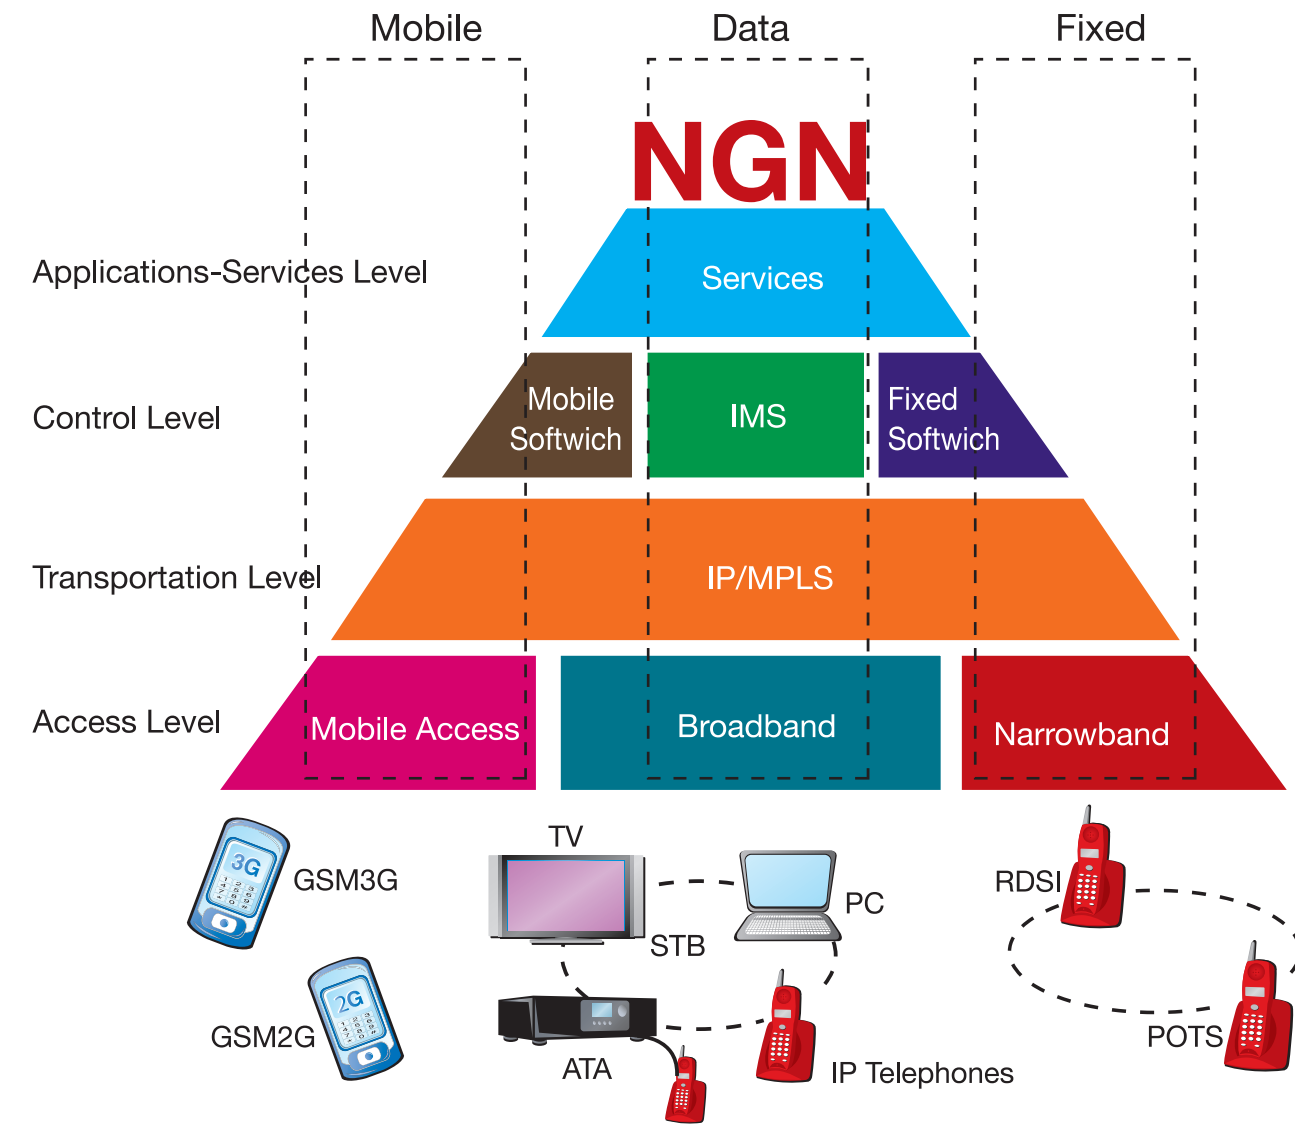 Mobile
Data
Fixed
NGN
Applications-Services Level
Services
Control Level
Mobile
Softwich
IMS
Fixed
Softwich
Transportation Level
IP/MPLS
Access Level
Mobile Access
Broadband
Narrowband
TV
3G
GSM3G
PC
RDSI
STB
2G
GSM2G
ATA
IP Telephones
POTS